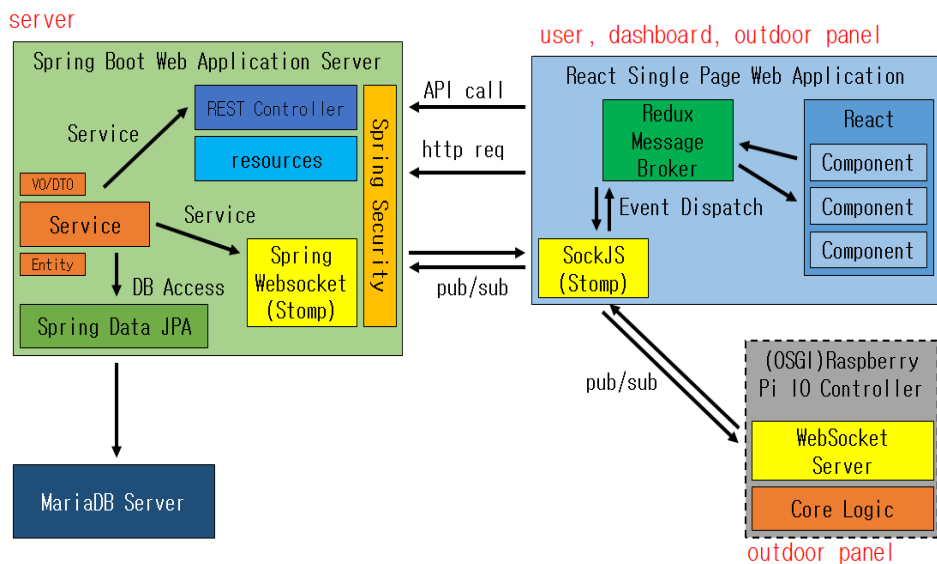 server
Spring Boot Web Application Server
REST Controller
resources
Spring Security
Service
VO/DTO
Service
Entity
Service
Spring
Websocket
(Stomp)
DB Access
Spring Data JPA
MariaDB Server
API call
http req
pub/sub
user, dashboard, outdoor panel
React Single Page Web Application
Redux
Message
Broker
React
Component
Component
Component
Event Dispatch
SockJS
(Stomp)
pub/sub
(OSGI)Raspberry
Pi IO Controller
WebSocket
Server
Core Logic
outdoor panel